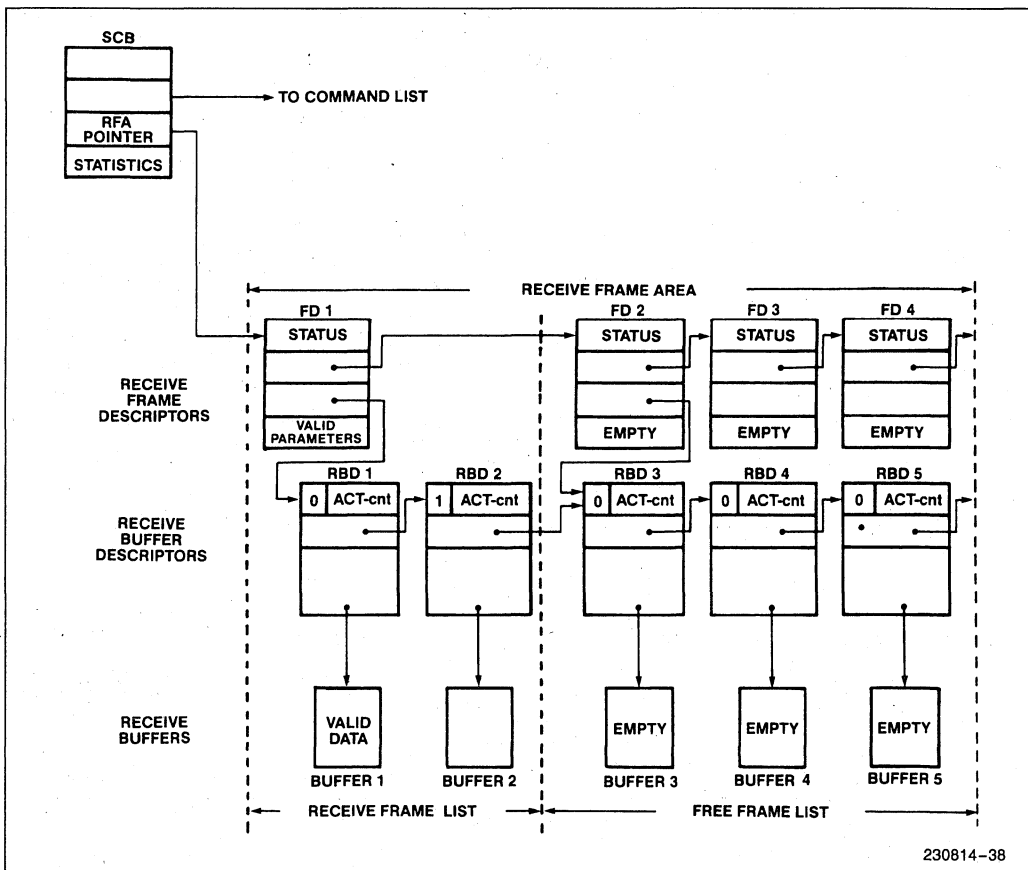 SCB
TO COMMAND LIST
RFA
POINTER
STATISTICS
RECEIVE FRAME AREA
FD 1 FD 2 FD 3 FD 4
STATUS STATUS STATUS STATUS
RECEIVE
FRAME
DESCRIPTORS
VALID
PARAMETERS
EMPTY EMPTY EMPTY
RBD 1 RBD 2 RBD 3 RBD 4 RBD 5
0 ACT-cnt 1 ACT-cnt 0 ACT-cnt 0 ACT-cnt 0 ACT-cnt
RECEIVE
BUFFER
DESCRIPTORS
RECEIVE
BUFFERS
VALID
DATA
EMPTY EMPTY EMPTY
BUFFER 1 BUFFER 2 BUFFER 3 BUFFER 4 BUFFER 5
RECEIVE FRAME LIST FREE FRAME LIST
230814–38